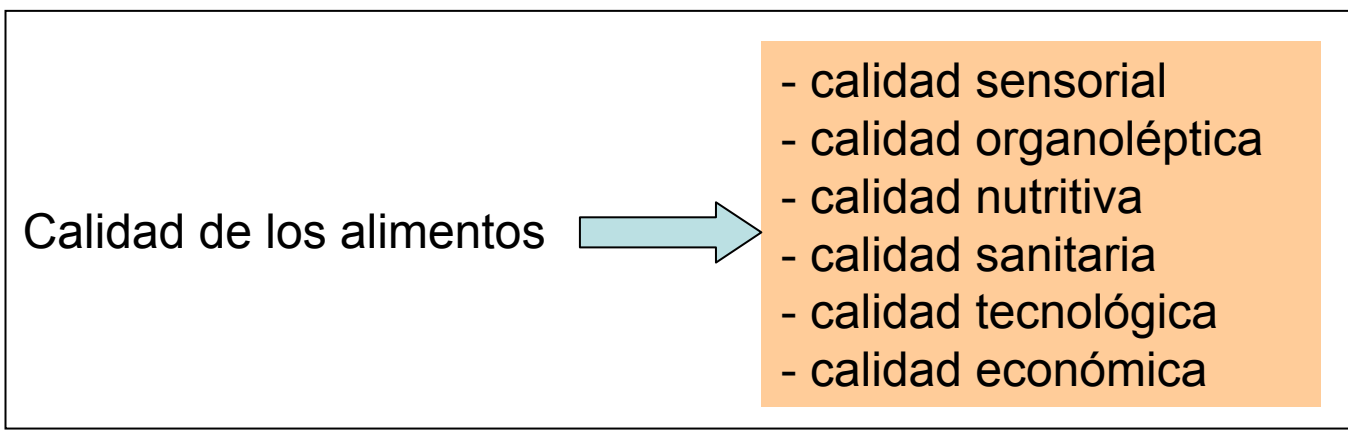 Calidad de los alimentos
- calidad sensorial
- calidad organoléptica
- calidad nutritiva
- calidad sanitaria
- calidad tecnológica
- calidad económica